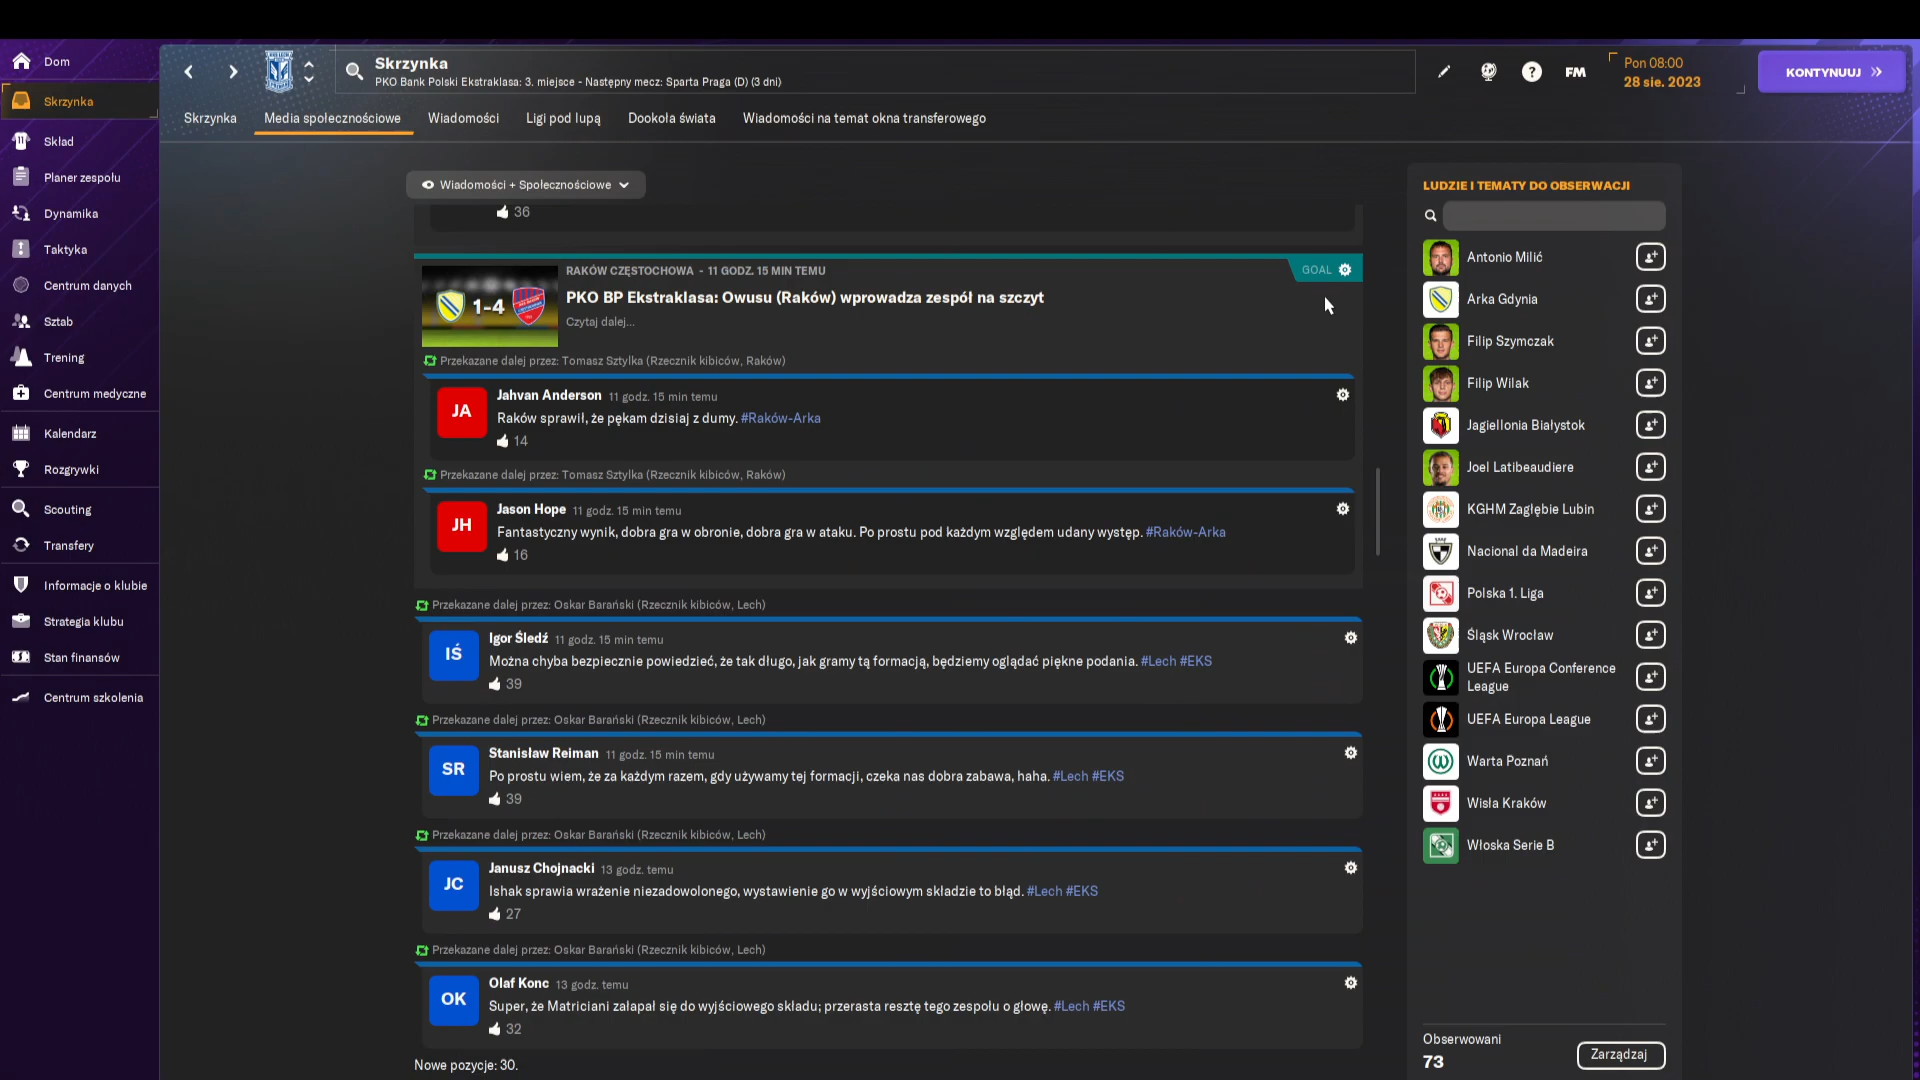 Dom
Skrzynka
Skład
Planer zespołu
Dynamika
Taktyka
Centrum danych
Sztab
Trening
Centrum medyczne
Kalendarz
Rozgrywki
Scouting
Transfery
Informacje o klubie
Strategia klubu
Stan finansów
Centrum szkolenia
Skrzynka
PKO Bank Polski Ekstraklasa: 3. miejsce - Następny mecz: Sparta Praga (D) (3 dni)
FM
Pon 08:00
28 sie. 2023
KONTYNUUJ
Skrzynka
Media społecznościowe
Wiadomości
Ligi pod lupą
Dookoła świata
Wiadomości na temat okna transferowego
Wiadomości + Społecznościowe
36
RAKÓW CZĘSTOCHOWA - 11 GODZ. 15 MIN TEMU
GOAL
1-4
PKO BP Ekstraklasa: Owusu (Raków) wprowadza zespół na szczyt
Czytaj dalej...
Przekazane dalej przez: Tomasz Sztylka (Rzecznik kibiców, Raków)
JA
Jahvan Anderson 11 godz. 15 min temu
Raków sprawił, że pękam dzisiaj z dumy. #Raków-Arka
14
Przekazane dalej przez: Tomasz Sztylka (Rzecznik kibiców, Raków)
JH
Jason Hope 11 godz. 15 min temu
Fantastyczny wynik, dobra gra w obronie, dobra gra w ataku. Po prostu pod każdym względem udany występ. #Raków-Arka
16
Przekazane dalej przez: Oskar Barański (Rzecznik kibiców, Lech)
IŚ
Igor Śledź 11 godz. 15 min temu
Można chyba bezpiecznie powiedzieć, że tak długo, jak gramy tą formacją, będziemy oglądać piękne podania. #Lech #EKS
39
Przekazane dalej przez: Oskar Barański (Rzecznik kibiców, Lech)
SR
Stanisław Reiman 11 godz. 15 min temu
Po prostu wiem, że za każdym razem, gdy używamy tej formacji, czeka nas dobra zabawa, haha. #Lech #EKS
39
Przekazane dalej przez: Oskar Barański (Rzecznik kibiców, Lech)
JC
Janusz Chojnacki 13 godz. temu
Ishak sprawia wrażenie niezadowolonego, wystawienie go w wyjściowym składzie to błąd. #Lech #EKS
27
Przekazane dalej przez: Oskar Barański (Rzecznik kibiców, Lech)
OK
Olaf Konc 13 godz. temu
Super, że Matriciani załapał się do wyjściowego składu; przerasta resztę tego zespołu o głowę. #Lech #EKS
32
Nowe pozycje: 30.
LUDZIE I TEMATY DO OBSERWACJI
Antonio Milić
Arka Gdynia
Filip Szymczak
Filip Wilak
Jagiellonia Białystok
Joel Latibeaudiere
KGHM Zagłębie Lubin
Nacional da Madeira
Polska 1. Liga
Śląsk Wrocław
UEFA Europa Conference
League
UEFA Europa League
Warta Poznań
Wisła Kraków
Włoska Serie B
Obserwowani
73
Zarządzaj